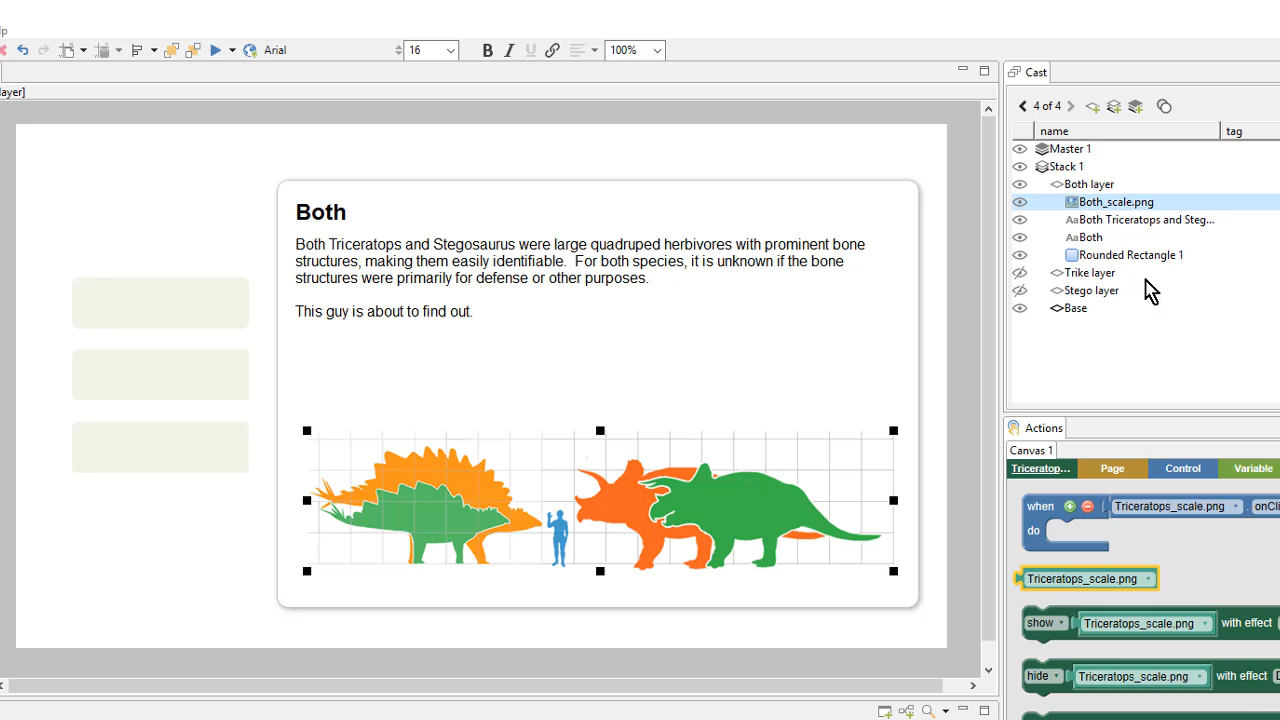 lp
Arial
16
B I U
100%
Cast
ayer]
4 of 4
name
tag
Master 1
Stack 1
Both layer
Both_scale.png
Aa Both Triceratops and Steg...
Aa Both
Rounded Rectangle 1
Trike layer
Stego layer
Base
Both
Both Triceratops and Stegosaurus were large quadruped herbivores with prominent bone
structures, making them easily identifiable. For both species, it is unknown if the bone
structures were primarily for defense or other purposes.
This guy is about to find out.
Actions
Canvas 1
Triceratop...
Page
Control
Variable
when Triceratops_scale.png . onCli
do
Triceratops_scale.png
show Triceratops_scale.png with effect
hide Triceratops_scale.png with effect